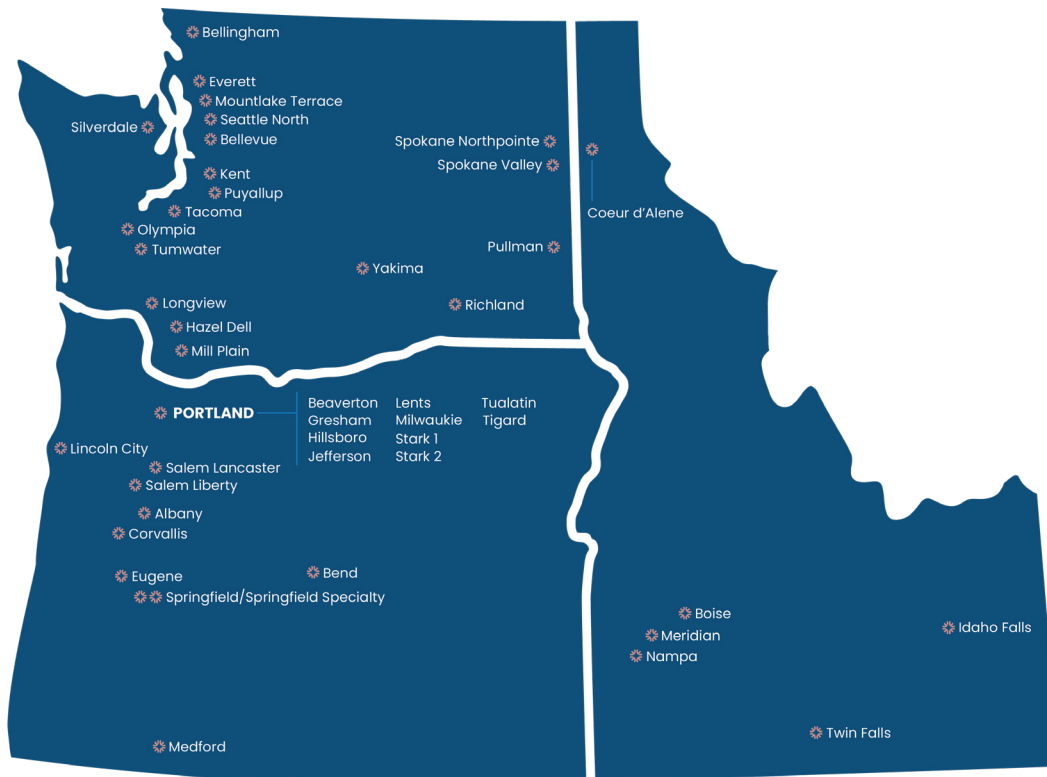 Bellingham
Everett
Mountlake Terrace
Seattle North
Silverdale
Bellevue
Kent
Puyallup
Tacoma
Olympia
Tumwater
Spokane Northpointe
Spokane Valley
Coeur d’Alene
Pullman
Yakima
Richland
Longview
Hazel Dell
Mill Plain
PORTLAND
Beaverton Lents Tualatin
Gresham Milwaukie Tigard
Hillsboro Stark 1
Jefferson Stark 2
Lincoln City
Salem Lancaster
Salem Liberty
Albany
Corvallis
Eugene
Bend
Springfield/Springfield Specialty
Medford
Boise
Meridian
Nampa
Idaho Falls
Twin Falls